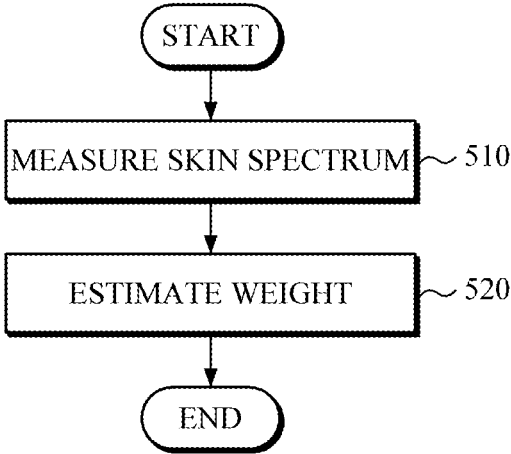 START
MEASURE SKIN SPECTRUM 510
ESTIMATE WEIGHT 520
END